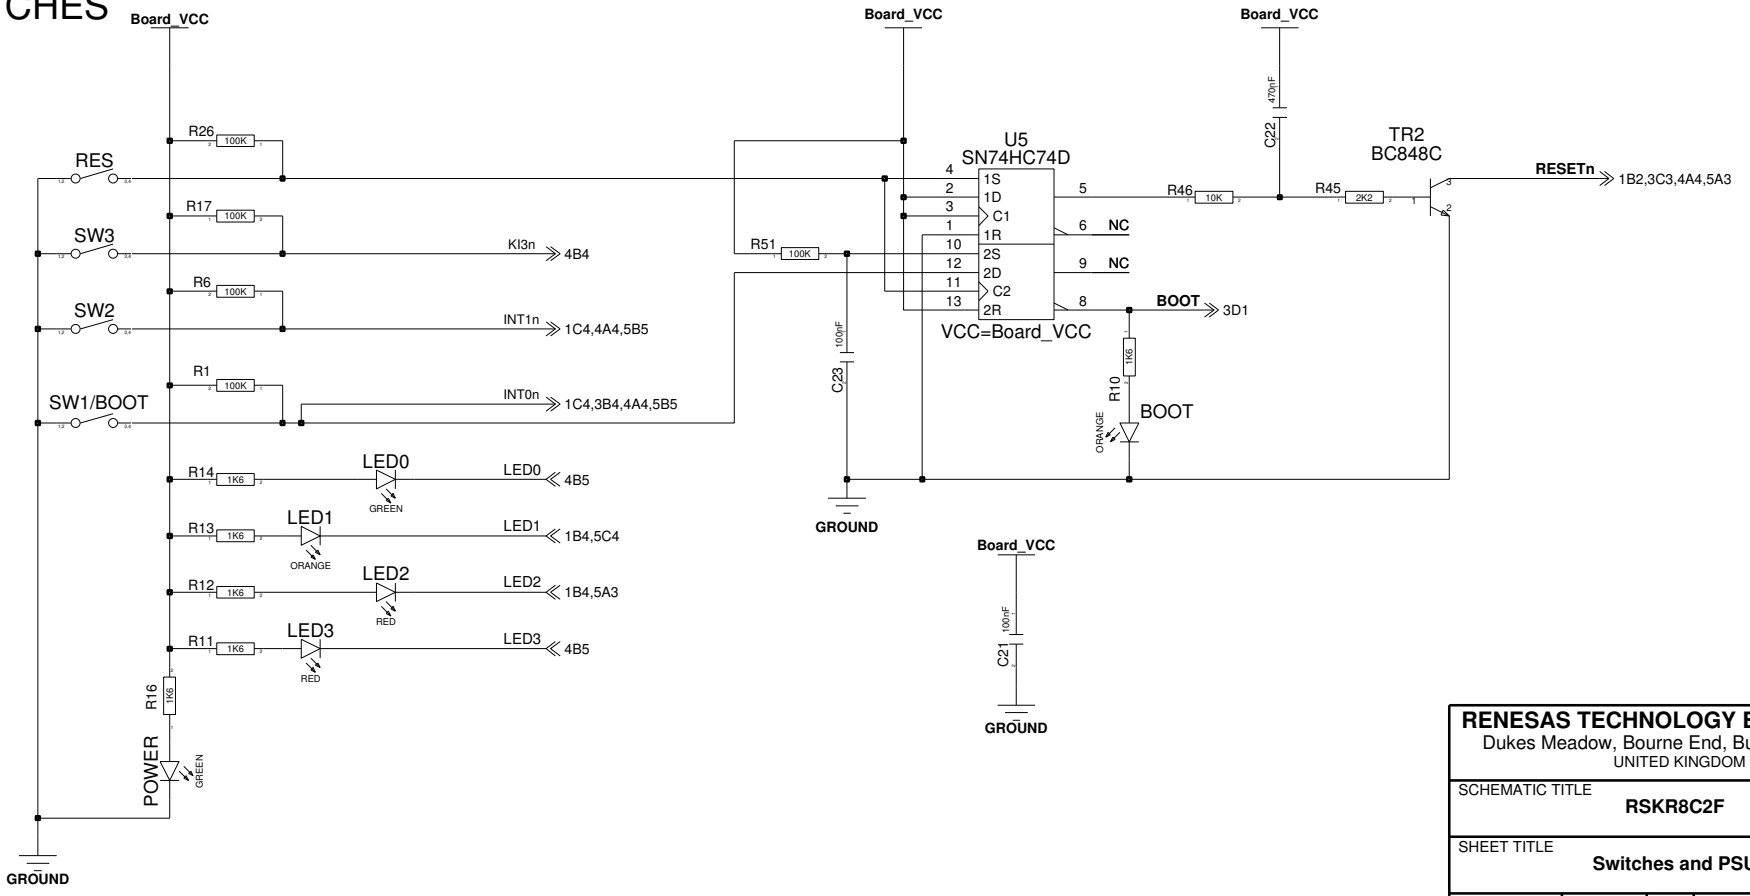 CHES
Board_VCC
Board_VCC
Board_VCC
R26
100K
RES
R17
100K
SW3
KI3n
4B4
R6
100K
SW2
INT1n
1C4,4A4,5B5
R1
100K
SW1/BOOT
INT0n
1C4,3B4,4A4,5B5
R14
1K6
LED0
GREEN
LED0
4B5
R13
1K6
LED1
ORANGE
LED1
1B4,5C4
R12
1K6
LED2
RED
LED2
1B4,5A3
R11
1K6
LED3
RED
LED3
4B5
R16
1K6
POWER
GREEN
GROUND
U5
SN74HC74D
4
1S
2
1D
3
C1
1
1R
10
2S
12
2D
11
C2
13
2R
5
6
NC
9
NC
8
VCC=Board_VCC
R51
100K
100nF
C23
GROUND
BOOT
3D1
1K6
R10
BOOT
ORANGE
R46
10K
470nF
C22
R45
2K2
TR2
BC848C
1
3
2
RESETn
1B2,3C3,4A4,5A3
Board_VCC
100nF
C21
GROUND
RENESAS TECHNOLOGY E
Dukes Meadow, Bourne End, Bu
UNITED KINGDOM
SCHEMATIC TITLE
RSKR8C2F
SHEET TITLE
Switches and PSU